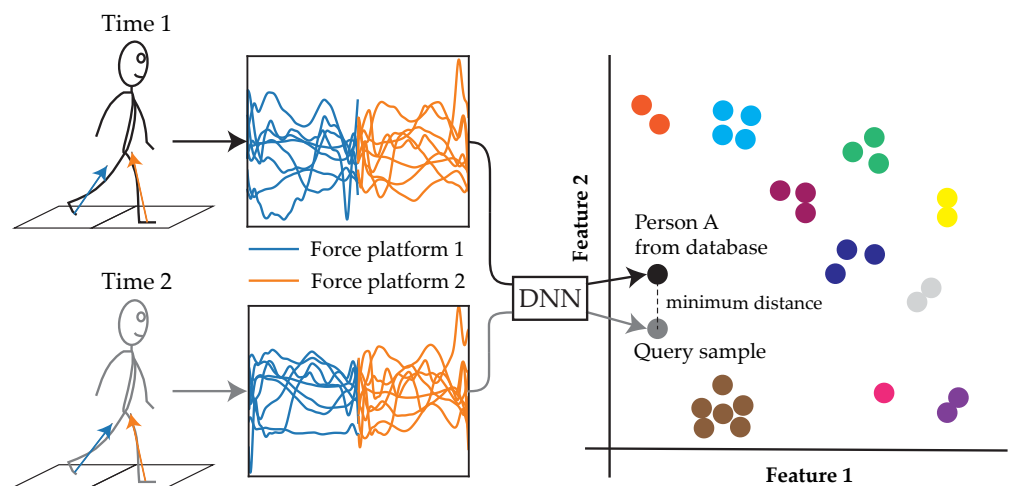 Time 1
Force platform 1
Force platform 2
Time 2
DNN
Feature 2
Person A
from database
minimum distance
Query sample
Feature 1